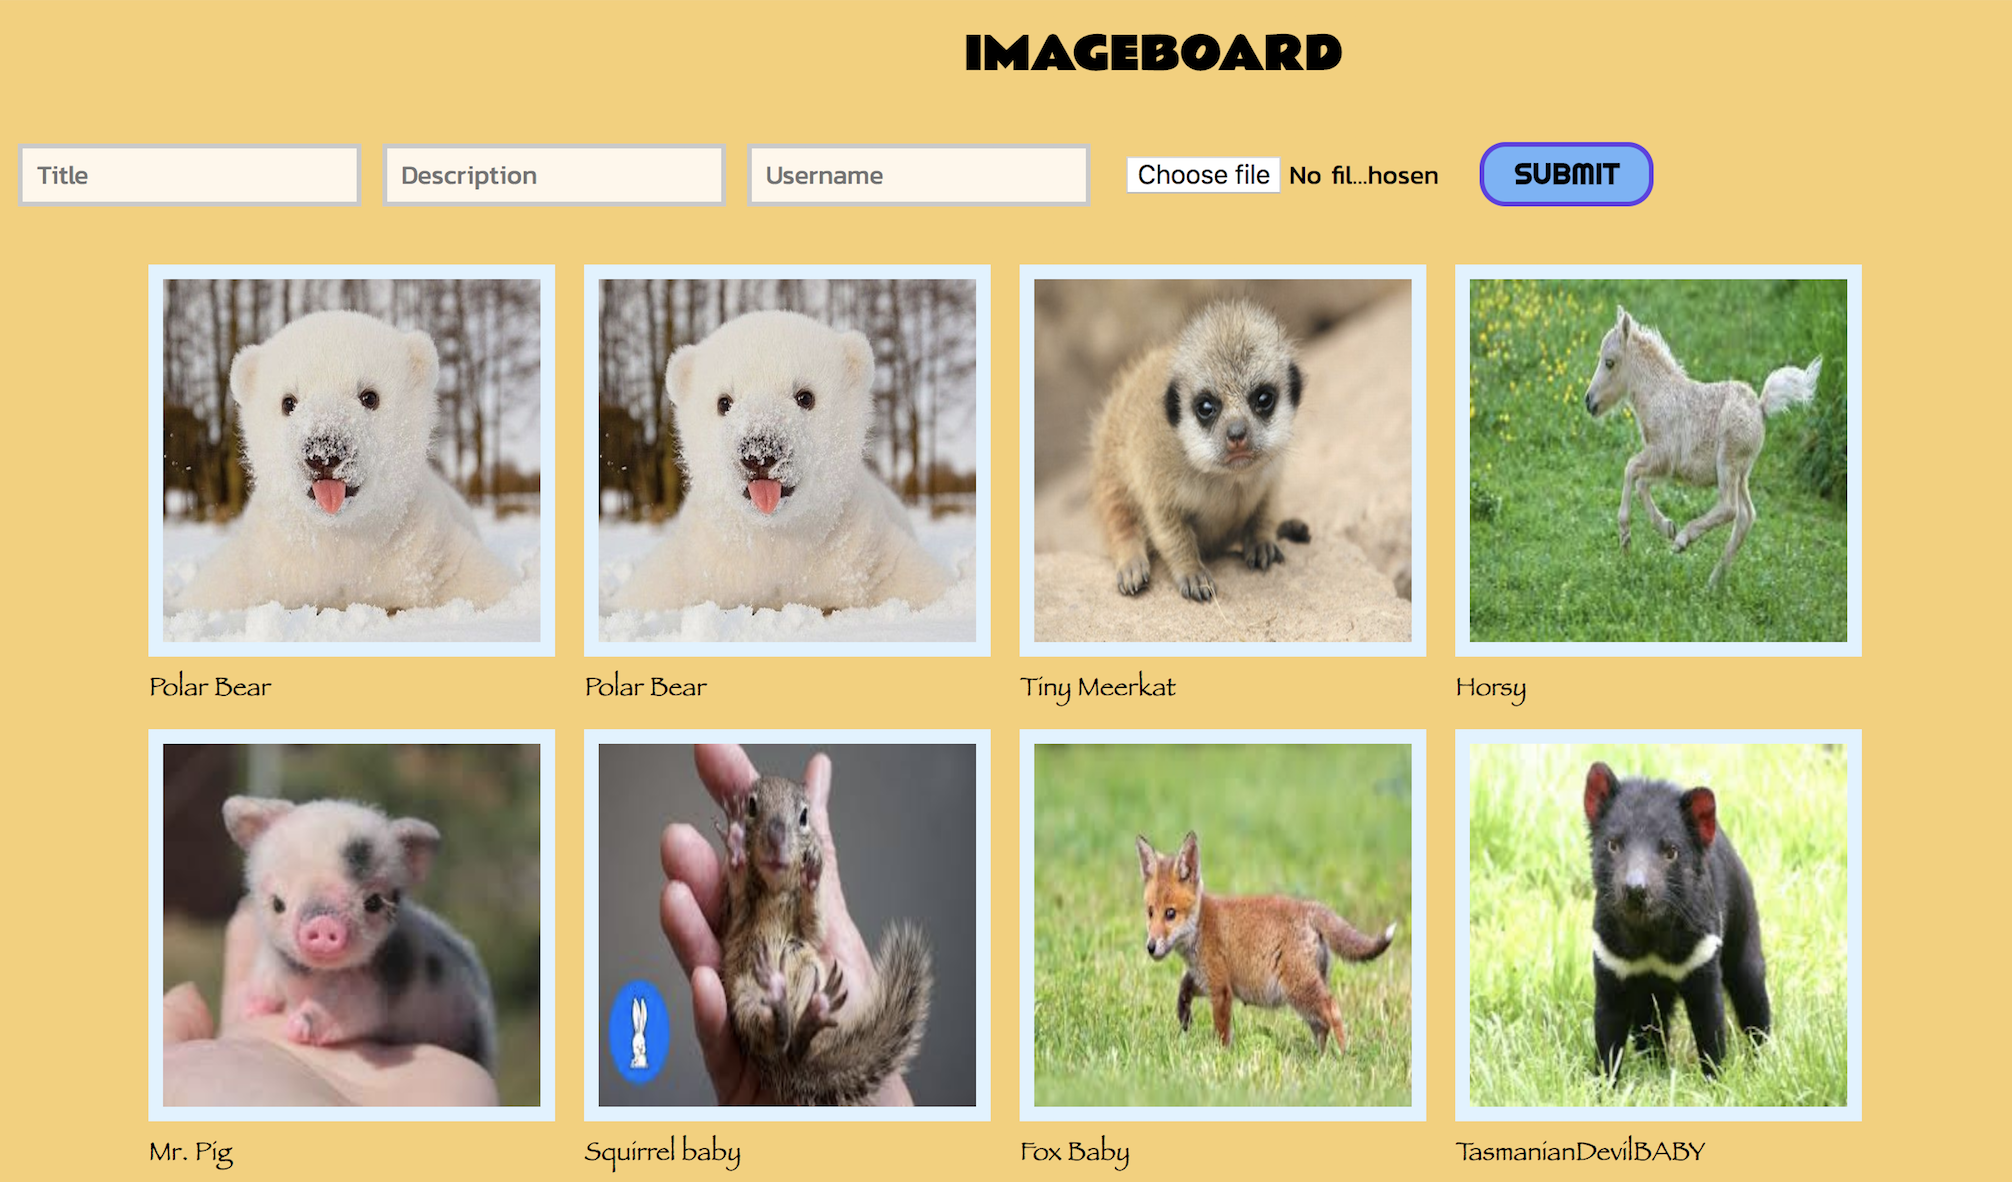 IMAGEBOARD
Title Description Username Choose file No fil...hosen SUBMIT
Polar Bear Polar Bear Tiny Meerkat Horsy
Mr. Pig Squirrel baby Fox Baby TasmanianDevilBABY